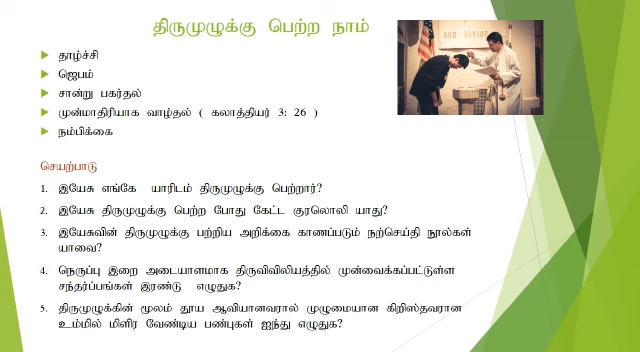 திருமுழுக்கு பெற்ற நாம்
தாழ்ச்சி
ஜெபம்
சான்று பகர்தல்
முன்மாதிரியாக வாழ்தல் ( கலாத்தியர் 3: 26 )
நம்பிக்கை
செயற்பாடு
1. இயேசு எங்கே யாரிடம் திருமுழுக்கு பெற்றார்?
2. இயேசு திருமுழுக்கு பெற்ற போது கேட்ட குரலொலி யாது?
3. இயேசுவின் திருமுழுக்கு பற்றிய அறிக்கை காணப்படும் நற்செய்தி நூல்கள்
யாவை?
4. நெருப்பு இறை அடையாளமாக திருவிவிலியத்தில் முன்வைக்கப்பட்டுள்ள
சந்தர்ப்பங்கள் இரண்டு எழுதுக?
5. திருமுழுக்கின் மூலம் தூய ஆவியானவரால் முழுமையான கிறிஸ்தவரான
உம்மில் மிளிர வேண்டிய பண்புகள் ஐந்து எழுதுக?